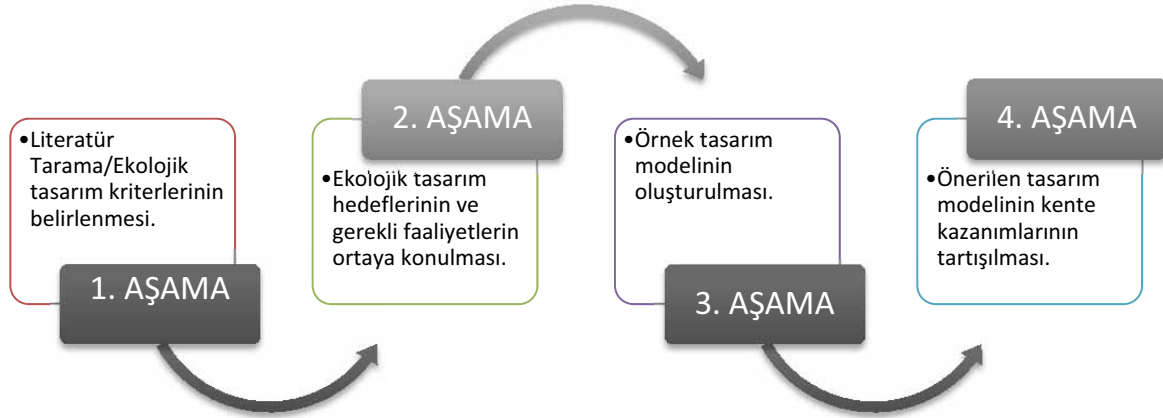 •Literatür
Tarama/Ekolojik
tasarım kriterlerinin
belirlenmesi.
1. AŞAMA
2. AŞAMA
•Ekolojik tasarım
hedeflerinin ve
gerekli faaliyetlerin
ortaya konulması.
•Örnek tasarım
modelinin
oluşturulması.
3. AŞAMA
4. AŞAMA
•Önerilen tasarım
modelinin kente
kazanımlarının
tartışılması.